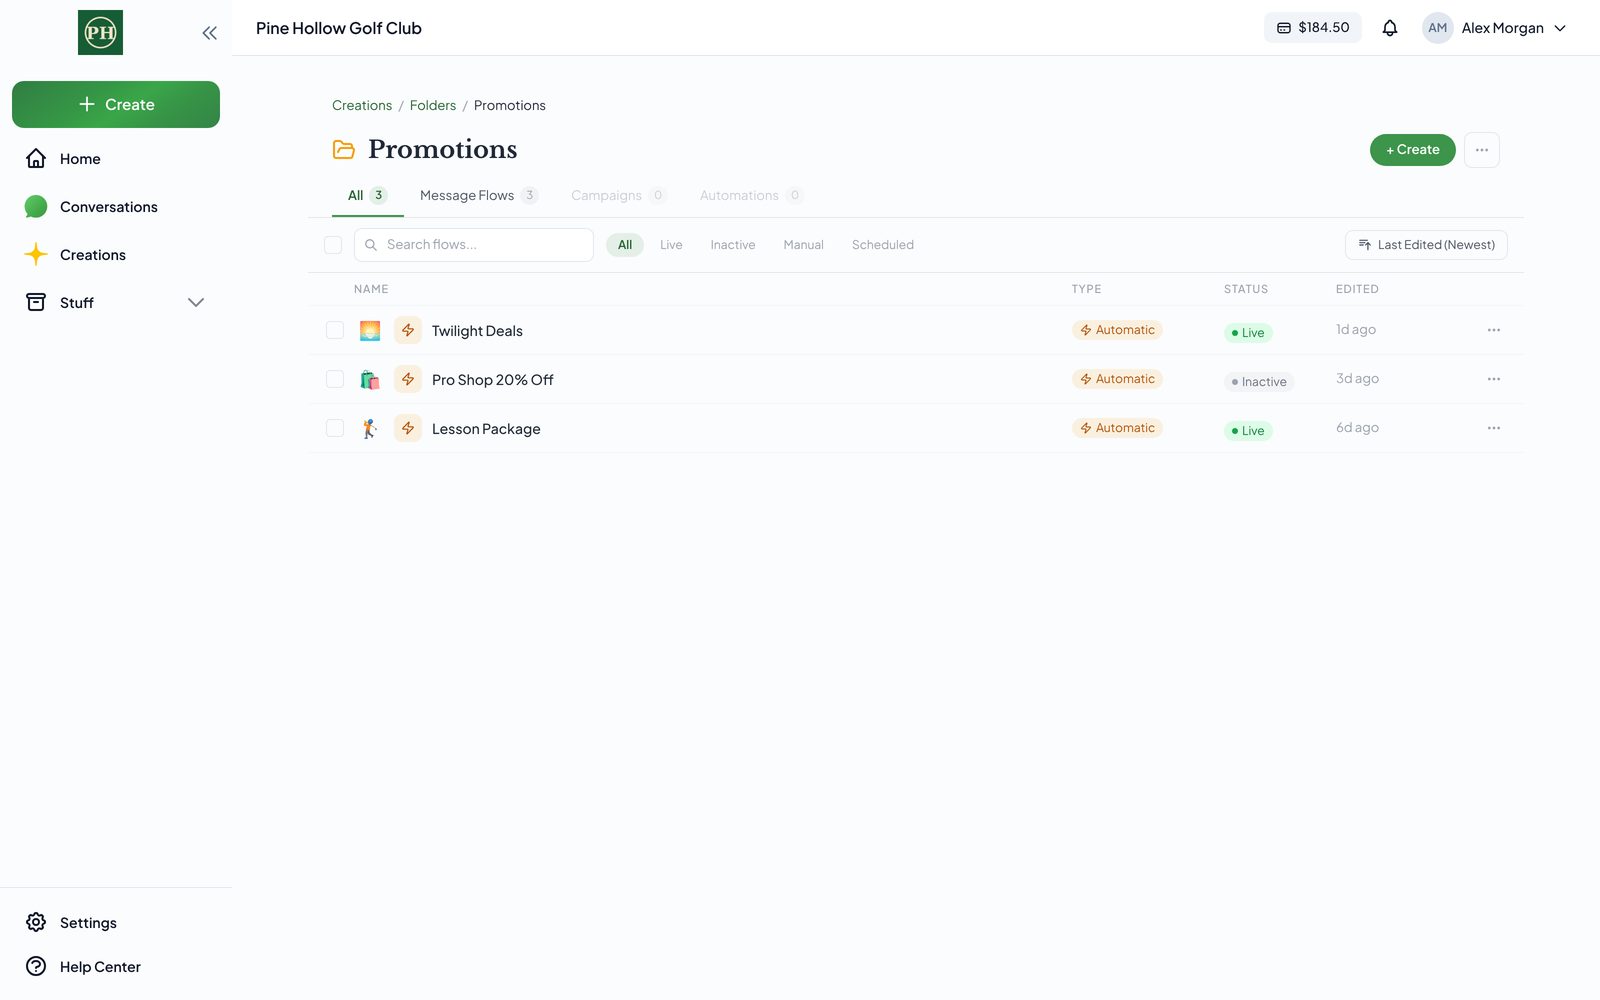 PH
Pine Hollow Golf Club
$184.50
AM
Alex Morgan
+ Create
Home
Conversations
Creations
Stuff
Creations / Folders / Promotions
Promotions
+ Create
All 3
Message Flows 3
Campaigns 0
Automations 0
Search flows...
All
Live
Inactive
Manual
Scheduled
Last Edited (Newest)
NAME TYPE STATUS EDITED
Twilight Deals Automatic Live 1d ago
Pro Shop 20% Off Automatic Inactive 3d ago
Lesson Package Automatic Live 6d ago
Settings
Help Center